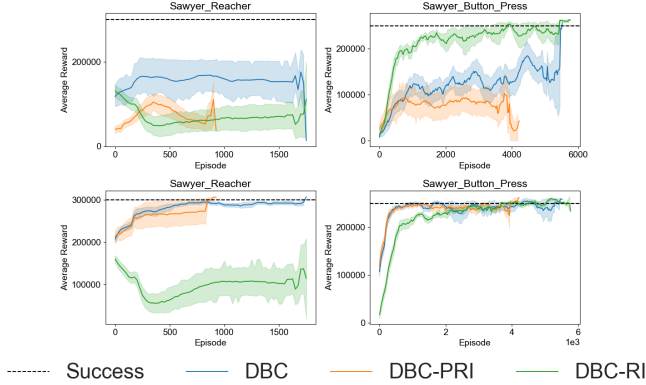 Sawyer_Reacher
Average Reward
200000
100000
0
0
500
1000
1500
Episode
Sawyer_Button_Press
Average Reward
200000
100000
0
0
2000
4000
6000
Episode
Sawyer_Reacher
Average Reward
300000
200000
100000
0
500
1000
1500
Episode
Sawyer_Button_Press
Average Reward
200000
100000
0
0
2
4
6
1e3
Episode
Success DBC DBC-PRI DBC-RI